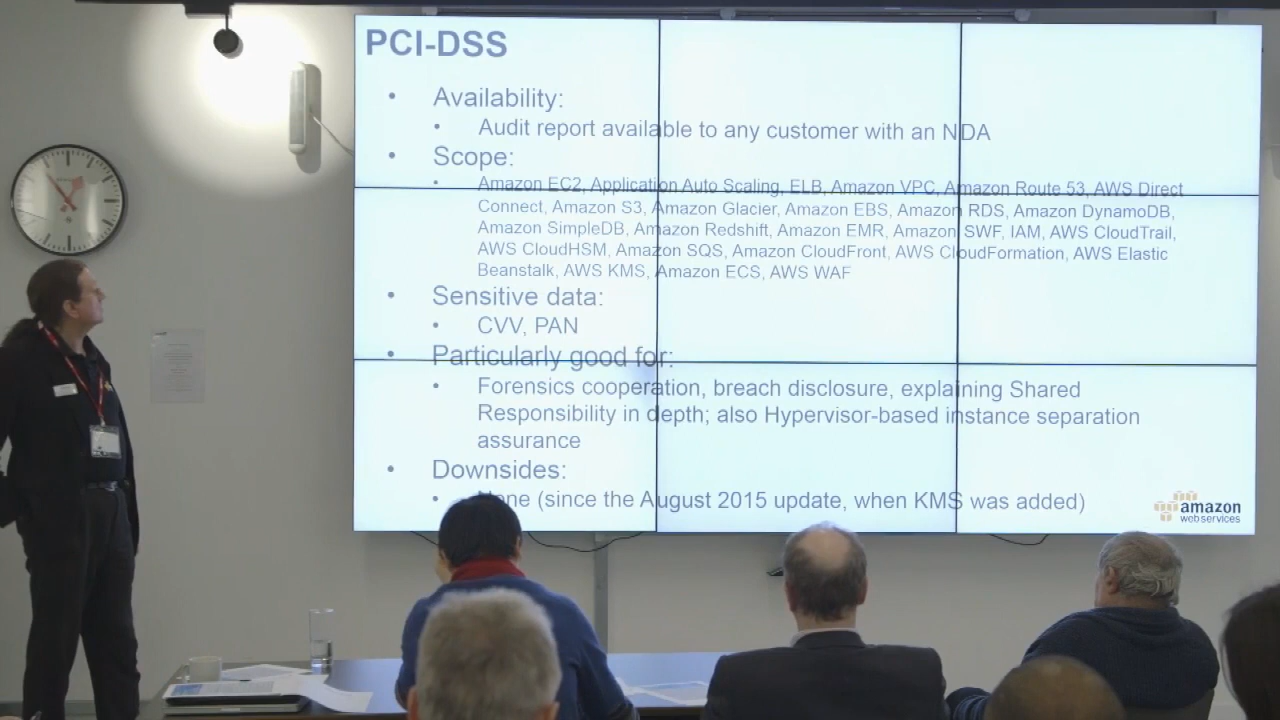 PCI-DSS
• Availability:
• Audit report available to any customer with an NDA
• Scope:
• Amazon EC2, Application Auto Scaling, ELB, Amazon VPC, Amazon Route 53, AWS Direct
Connect, Amazon S3, Amazon Glacier, Amazon EBS, Amazon RDS, Amazon DynamoDB,
Amazon SimpleDB, Amazon Redshift, Amazon EMR, Amazon SWF, IAM, AWS CloudTrail,
AWS CloudHSM, Amazon SQS, Amazon CloudFront, AWS CloudFormation, AWS Elastic
Beanstalk, AWS KMS, Amazon ECS, AWS WAF
• Sensitive data:
• CVV, PAN
• Particularly good for:
• Forensics cooperation, breach disclosure, explaining Shared
Responsibility in depth; also Hypervisor-based instance separation
assurance
• Downsides:
• None (since the August 2015 update, when KMS was added)
amazon
webservices